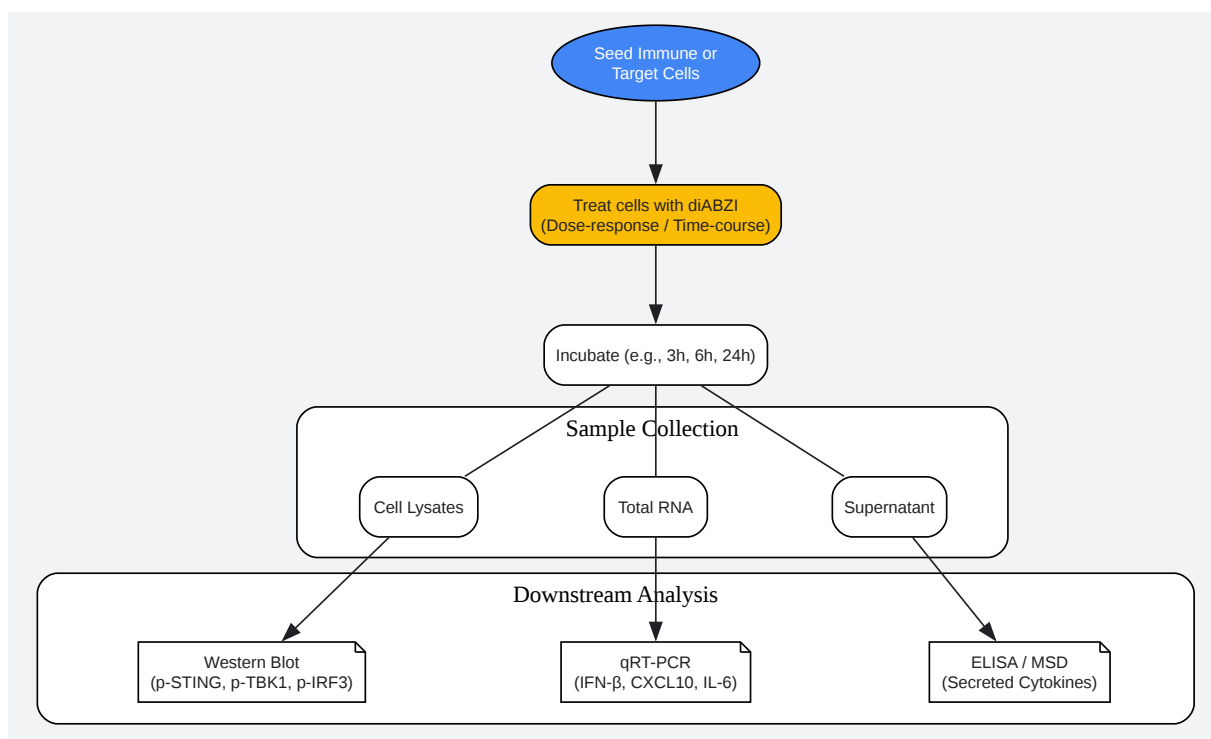 Seed Immune or
Target Cells
Treat cells with diABZI
(Dose-response / Time-course)
Incubate (e.g., 3h, 6h, 24h)
Sample Collection
Cell Lysates
Total RNA
Supernatant
Downstream Analysis
Western Blot
(p-STING, p-TBK1, p-IRF3)
qRT-PCR
(IFN-β, CXCL10, IL-6)
ELISA / MSD
(Secreted Cytokines)